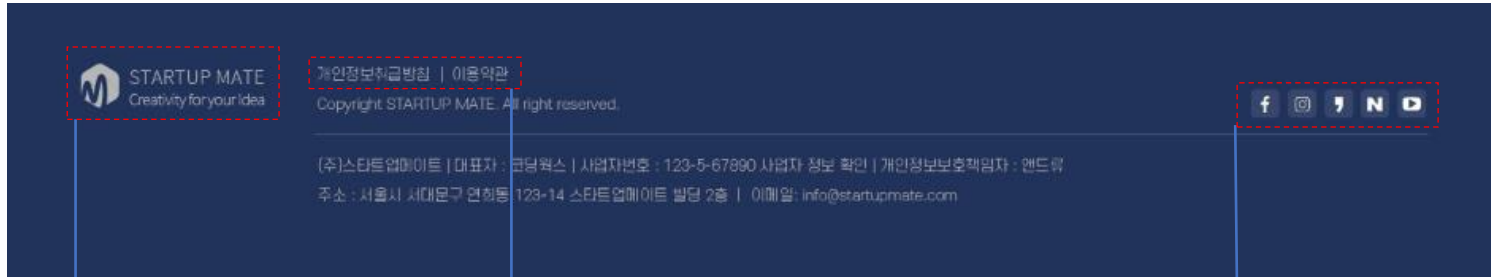 STARTUP MATE
Creativity for your Idea
개인정보취급방침 | 이용약관
Copyright STARTUP MATE. All right reserved.
(주)스타트업메이트 | 대표자 : 코딩웍스 | 사업자번호 : 123-5-67890 사업자 정보 확인 | 개인정보보호책임자 : 앤드류
주소 : 서울시 서대문구 연희동 123-14 스타트업메이트 빌딩 2층 | 이메일: info@startupmate.com